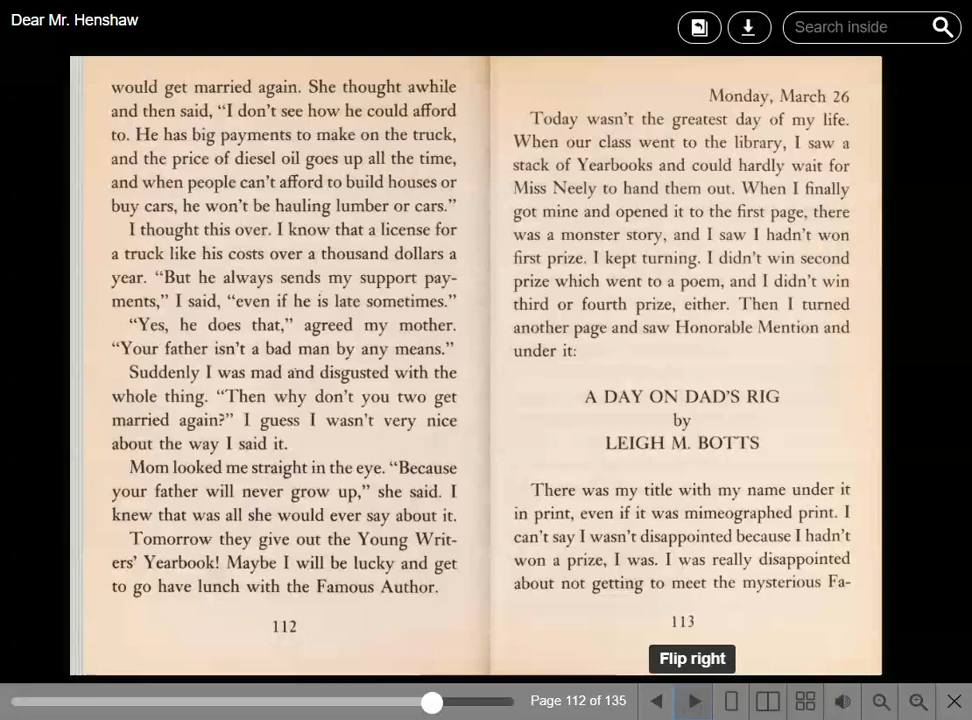 Dear Mr. Henshaw
Search inside
would get married again. She thought awhile
and then said, “I don’t see how he could afford
to. He has big payments to make on the truck,
and the price of diesel oil goes up all the time,
and when people can’t afford to build houses or
buy cars, he won’t be hauling lumber or cars.”
I thought this over. I know that a license for
a truck like his costs over a thousand dollars a
year. “But he always sends my support pay-
ments,” I said, “even if he is late sometimes.”
“Yes, he does that,” agreed my mother.
“Your father isn’t a bad man by any means.”
Suddenly I was mad and disgusted with the
whole thing. “Then why don’t you two get
married again?” I guess I wasn’t very nice
about the way I said it.
Mom looked me straight in the eye. “Because
your father will never grow up,” she said. I
knew that was all she would ever say about it.
Tomorrow they give out the Young Writ-
ers’ Yearbook! Maybe I will be lucky and get
to go have lunch with the Famous Author.
112
Monday, March 26
Today wasn’t the greatest day of my life.
When our class went to the library, I saw a
stack of Yearbooks and could hardly wait for
Miss Neely to hand them out. When I finally
got mine and opened it to the first page, there
was a monster story, and I saw I hadn’t won
first prize. I kept turning. I didn’t win second
prize which went to a poem, and I didn’t win
third or fourth prize, either. Then I turned
another page and saw Honorable Mention and
under it:
A DAY ON DAD’S RIG
by
LEIGH M. BOTTS
There was my title with my name under it
in print, even if it was mimeographed print. I
can’t say I wasn’t disappointed because I hadn’t
won a prize, I was. I was really disappointed
about not getting to meet the mysterious Fa-
113
Flip right
Page 112 of 135